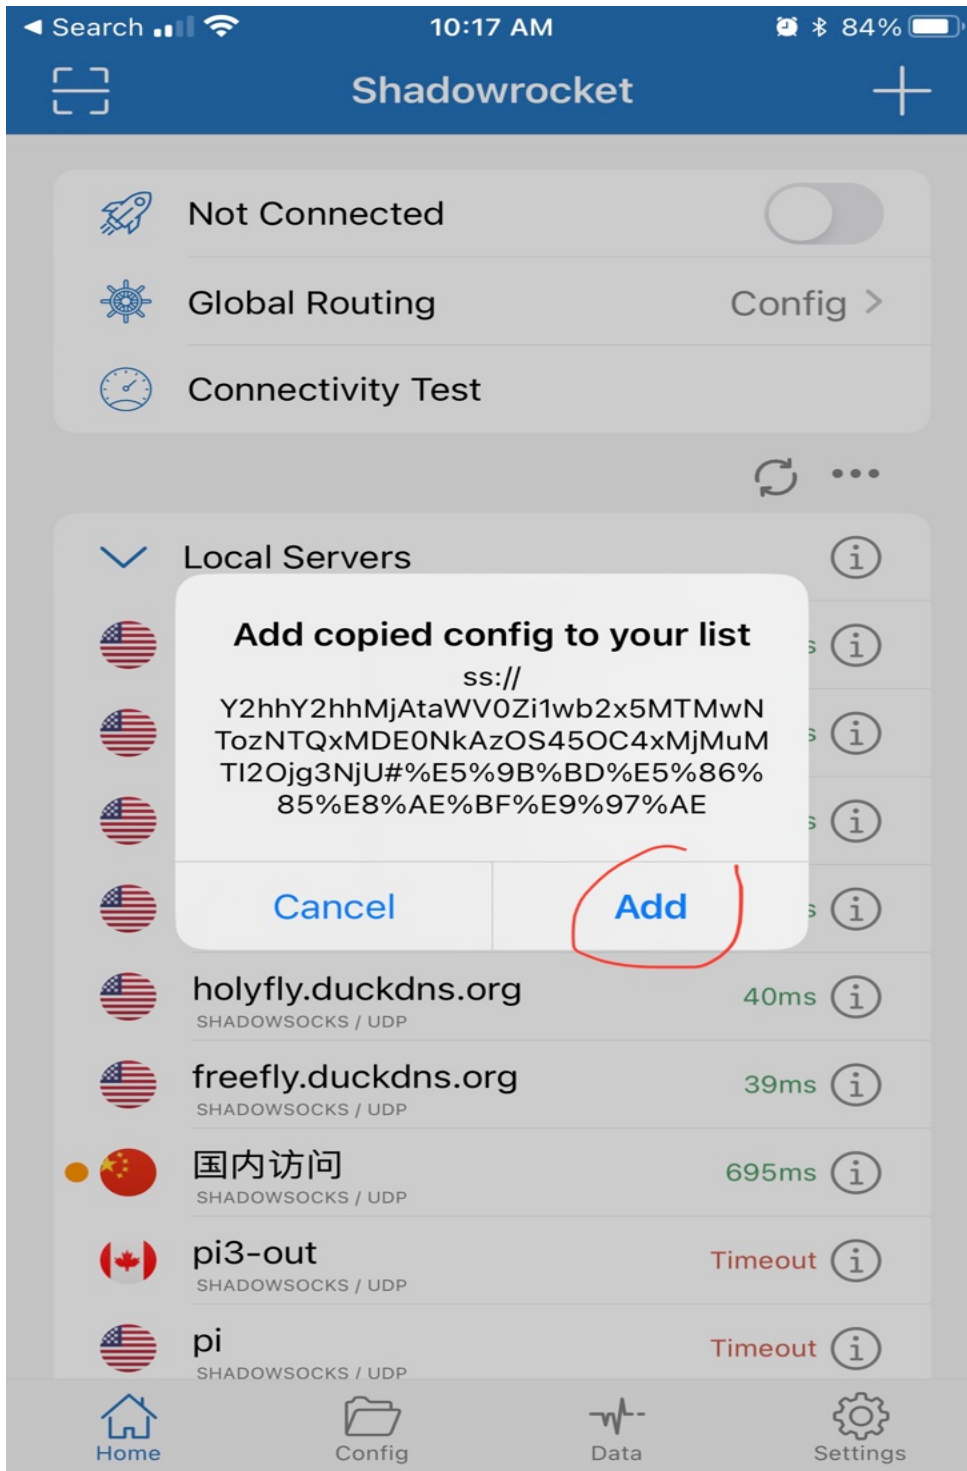 Search
10:17 AM
84%
Shadowrocket
Not Connected
Global Routing
Config
Connectivity Test
Local Servers
Add copied config to your list
ss://
Y2hhY2hhMjAtaWV0Zi1wb2x5MTMwN
TozNTQxMDE0NkAzOS45OC4xMjMuM
TI2Ojg3NjU#%E5%9B%BD%E5%86%
85%E8%AE%BF%E9%97%AE
Cancel
Add
holyfly.duckdns.org
SHADOWSOCKS / UDP
40ms
freefly.duckdns.org
SHADOWSOCKS / UDP
39ms
国内访问
SHADOWSOCKS / UDP
695ms
pi3-out
SHADOWSOCKS / UDP
Timeout
pi
SHADOWSOCKS / UDP
Timeout
Home
Config
Data
Settings